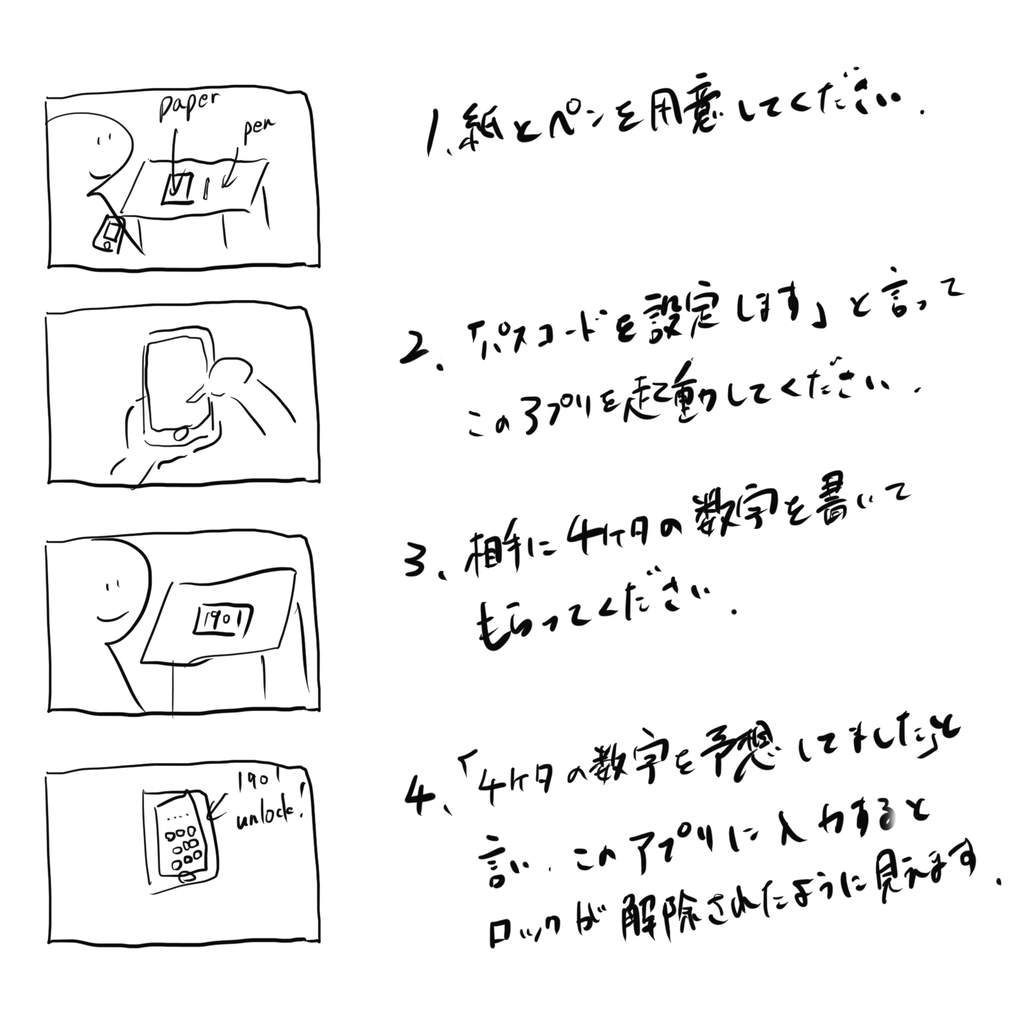 paper
pen
1、紙とペンを用意してください.
2、「パスコードを設定します」と言って
このアプリを起動してください.
1901
3、相手に4ケタの数字を書いて
もらってください.
1901
unlock!
4、「4ケタの数字を予想してました」と
言い、このアプリに入力すると
ロックが解除されたように見えます.